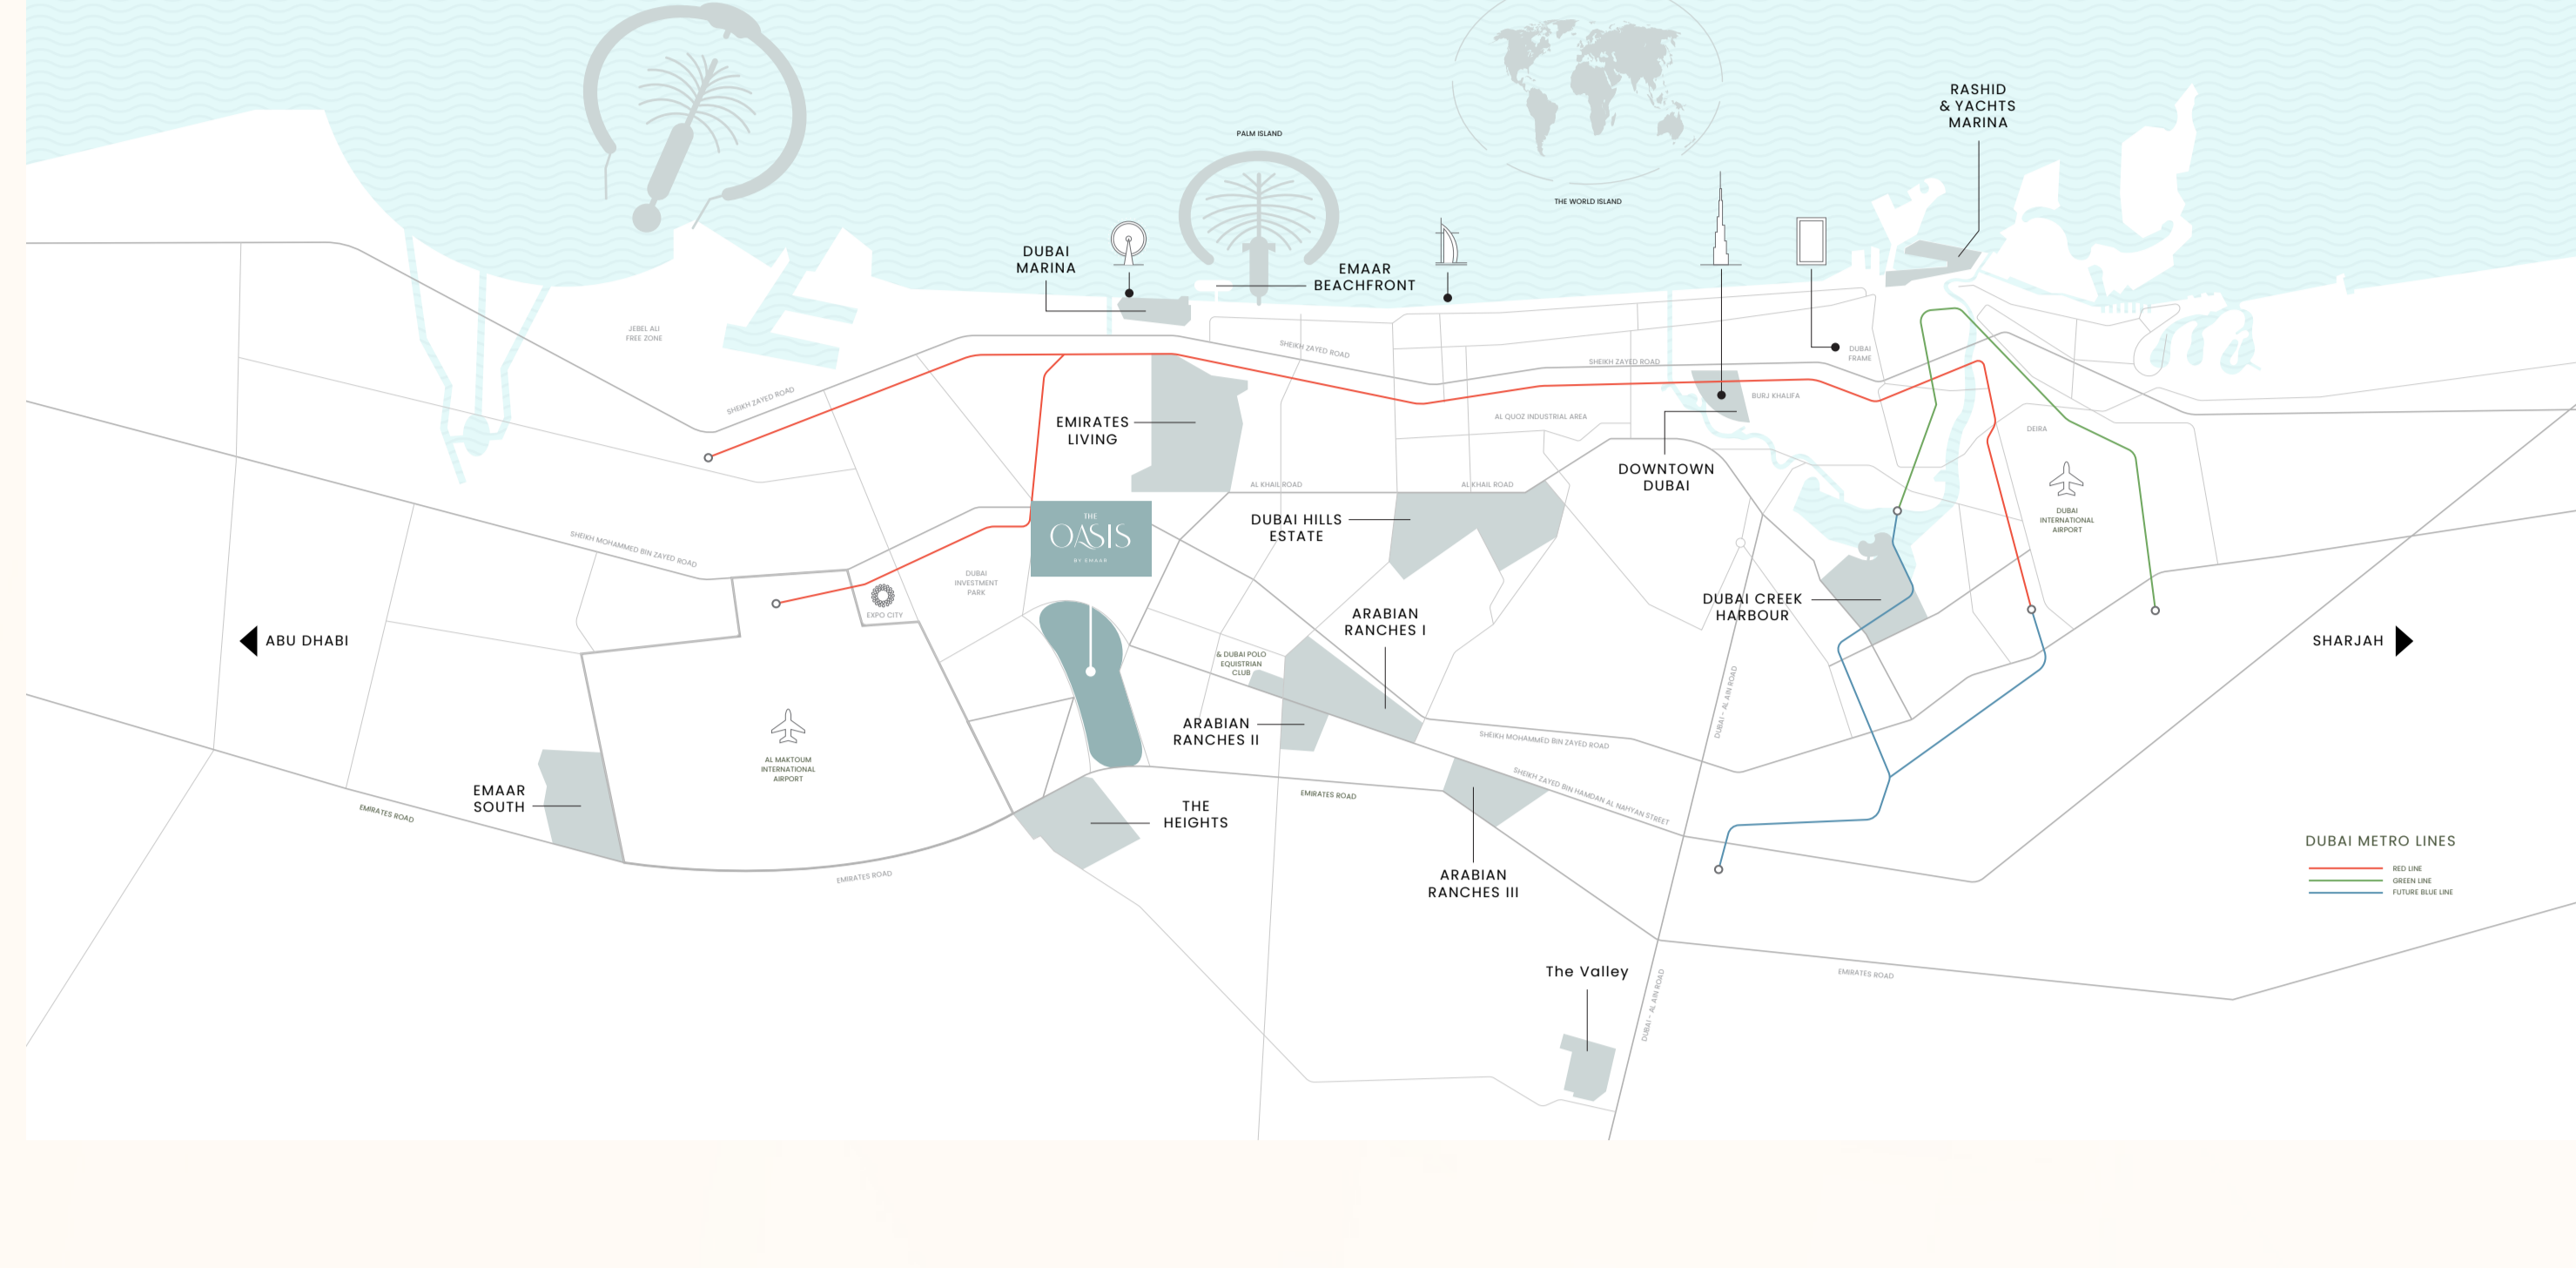 RASHID
& YACHTS
MARINA
PALM ISLAND
THE WORLD ISLAND
DUBAI
MARINA
EMAAR
BEACHFRONT
JEBEL ALI
FREE ZONE
SHEIKH ZAYED ROAD
SHEIKH ZAYED ROAD
SHEIKH ZAYED ROAD
DUBAI
FRAME
BURJ KHALIFA
AL QUOZ INDUSTRIAL AREA
EMIRATES
LIVING
DEIRA
DOWNTOWN
DUBAI
AL KHAIL ROAD
AL KHAIL ROAD
THE
OASIS
BY EMAAR
DUBAI HILLS
ESTATE
DUBAI
INTERNATIONAL
AIRPORT
SHEIKH MOHAMMED BIN ZAYED ROAD
DUBAI
INVESTMENT
PARK
EXPO CITY
DUBAI CREEK
HARBOUR
ARABIAN
RANCHES I
ABU DHABI
SHARJAH
& DUBAI POLO
EQUISTRIAN
CLUB
DUBAI - AL AIN ROAD
ARABIAN
RANCHES II
SHEIKH MOHAMMED BIN ZAYED ROAD
AL MAKTOUM
INTERNATIONAL
AIRPORT
SHEIKH ZAYED BIN HAMDAN AL NAHYAN STREET
EMAAR
SOUTH
EMIRATES ROAD
EMIRATES ROAD
THE
HEIGHTS
DUBAI METRO LINES
RED LINE
GREEN LINE
FUTURE BLUE LINE
EMIRATES ROAD
ARABIAN
RANCHES III
The Valley
EMIRATES ROAD
DUBAI - AL AIN ROAD